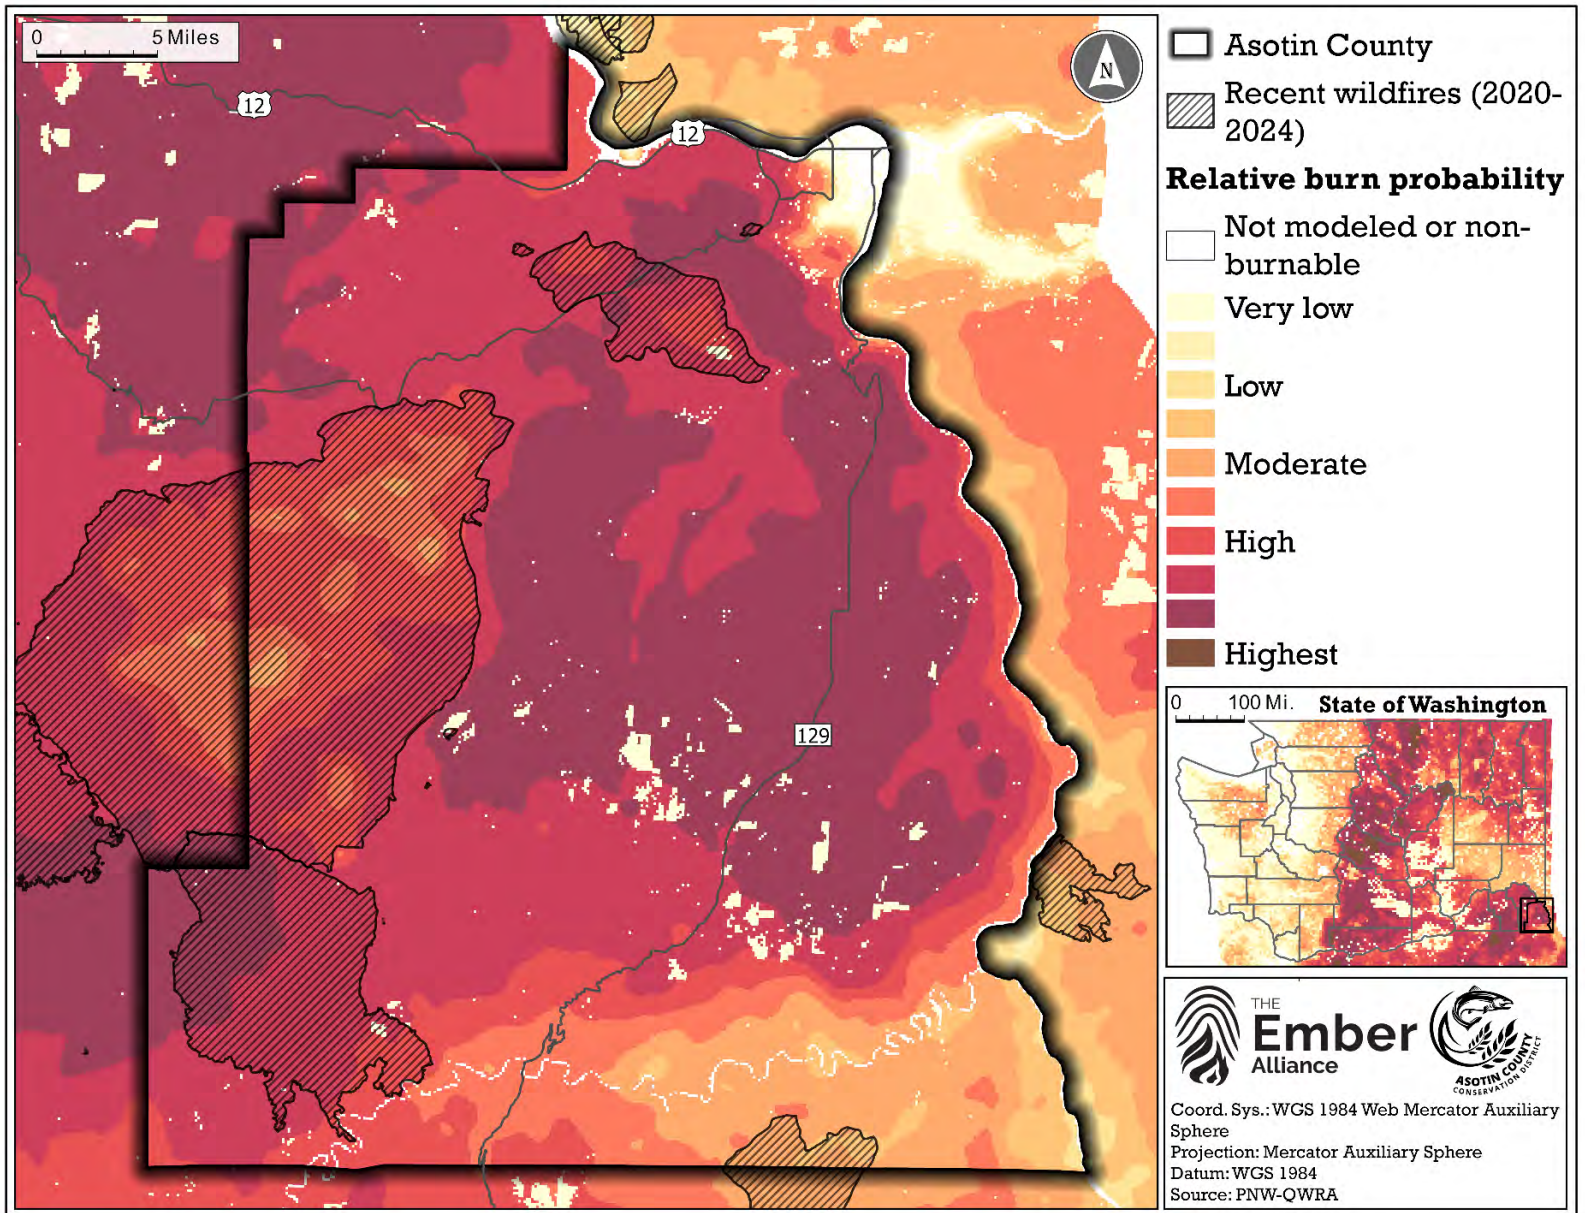 0 5 Miles
12
12
N
129
Asotin County
Recent wildfires (2020-
2024)
Relative burn probability
Not modeled or non-
burnable
Very low
Low
Moderate
High
Highest
0 100 Mi. State of Washington
THE
Ember
Alliance
ASOTIN COUNTY
CONSERVATION DISTRICT
Coord. Sys.: WGS 1984 Web Mercator Auxiliary
Sphere
Projection: Mercator Auxiliary Sphere
Datum: WGS 1984
Source: PNW-QWRA